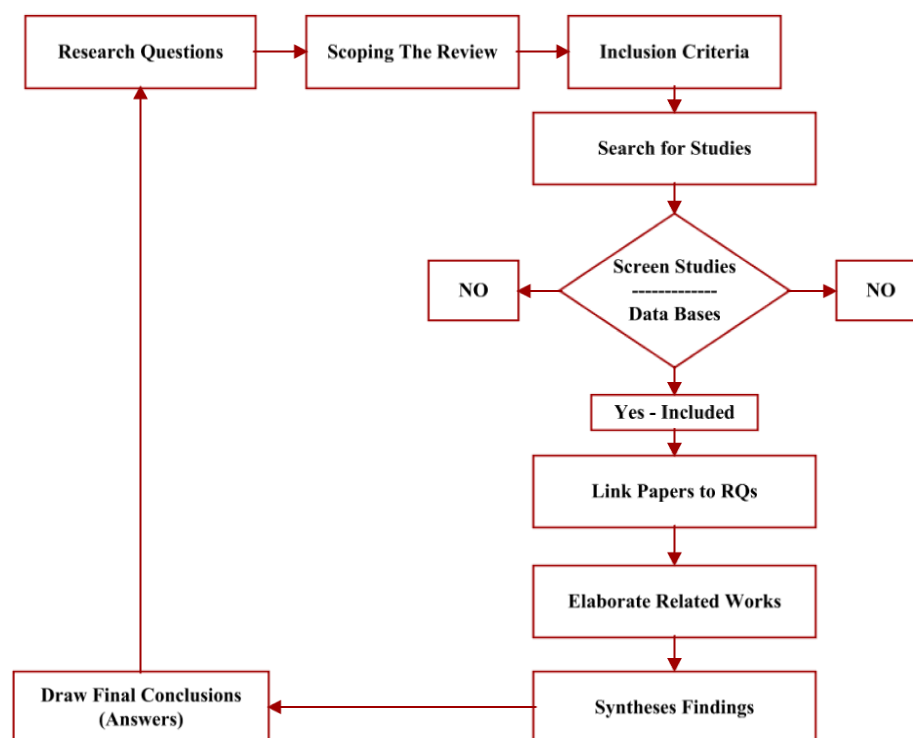 Research Questions
Scoping The Review
Inclusion Criteria
Search for Studies
Screen Studies
-------------
Data Bases
NO
NO
Yes - Included
Link Papers to RQs
Elaborate Related Works
Syntheses Findings
Draw Final Conclusions
(Answers)